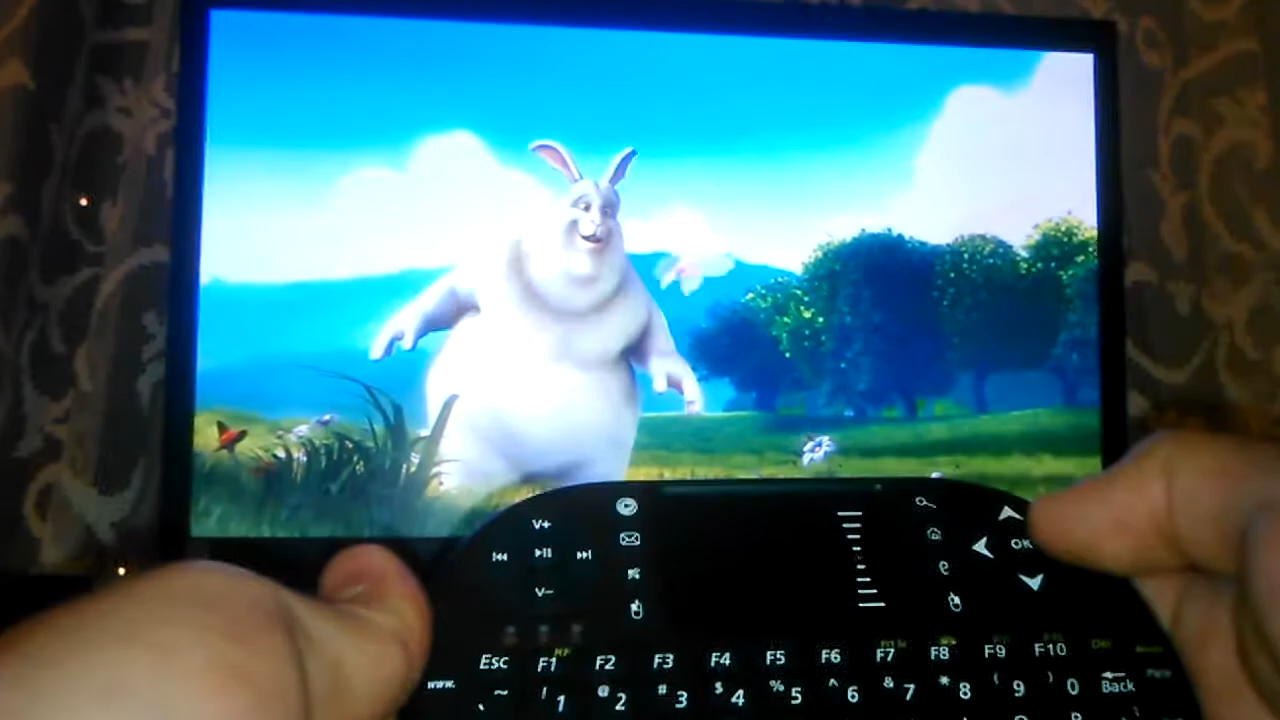 V+
OK
V-
Esc F1 F2 F3 F4 F5 F6 F7 F8 F9 F10
www.
~ ` ! 1 @ 2 # 3 $ 4 % 5 ^ 6 & 7 * 8 ( 9 ) 0 Back